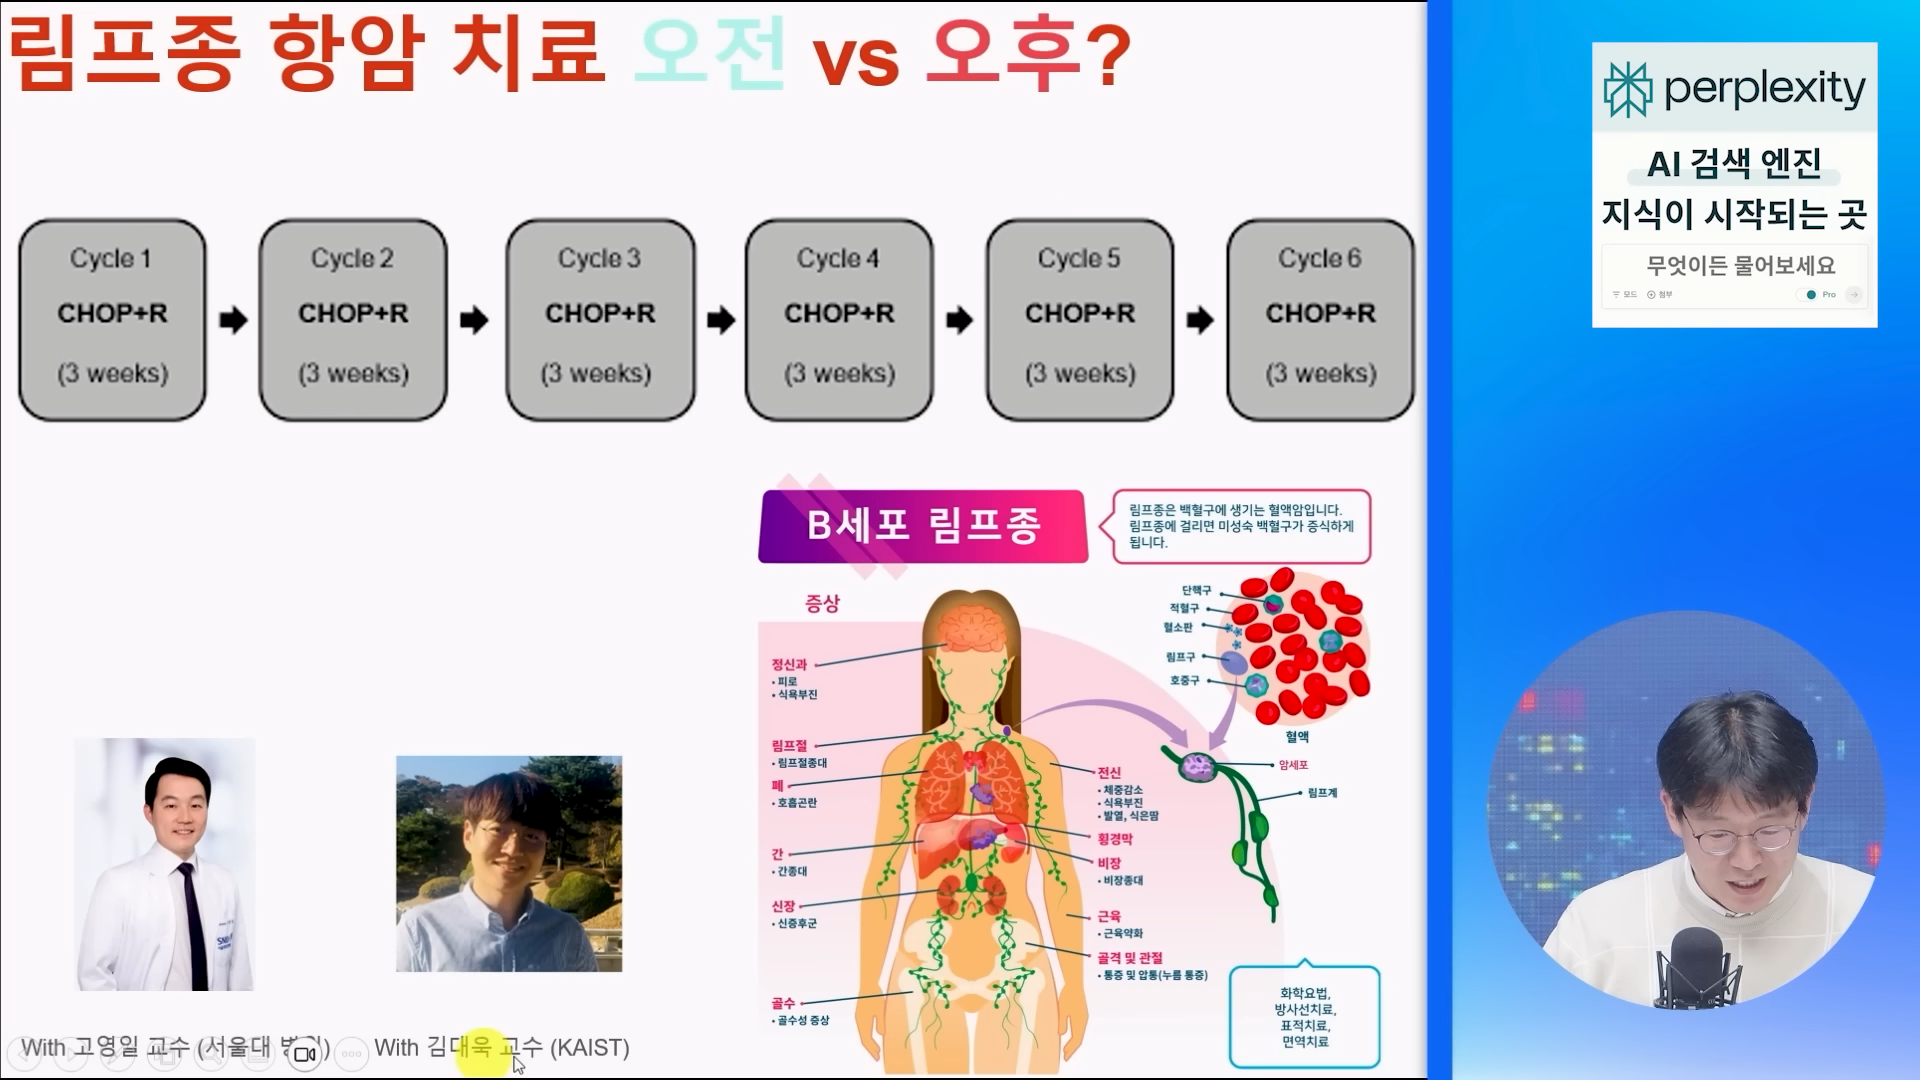 림프종 항암 치료 오전 vs 오후?
Cycle 1
CHOP+R
(3 weeks)
Cycle 2
CHOP+R
(3 weeks)
Cycle 3
CHOP+R
(3 weeks)
Cycle 4
CHOP+R
(3 weeks)
Cycle 5
CHOP+R
(3 weeks)
Cycle 6
CHOP+R
(3 weeks)
B세포 림프종
림프종은 백혈구에 생기는 혈액암입니다.
림프종에 걸리면 미성숙 백혈구가 증식하게
됩니다.
증상
정신과
• 피로
• 식욕부진
림프절
• 림프절종대
폐
• 호흡곤란
간
• 간종대
신장
• 신증후군
골수
• 골수성 증상
단핵구
적혈구
혈소판
림프구
호중구
혈액
암세포
림프계
전신
• 체중감소
• 식욕부진
• 발열, 식은땀
횡경막
비장
• 비장종대
근육
• 근육약화
골격 및 관절
• 통증 및 압통(누름 통증)
화학요법,
방사선치료,
표적치료,
면역치료
With 고영일 교수 (서울대 병원)
With 김대욱 교수 (KAIST)
perplexity
AI 검색 엔진
지식이 시작되는 곳
무엇이든 물어보세요
모드 첨부 Pro